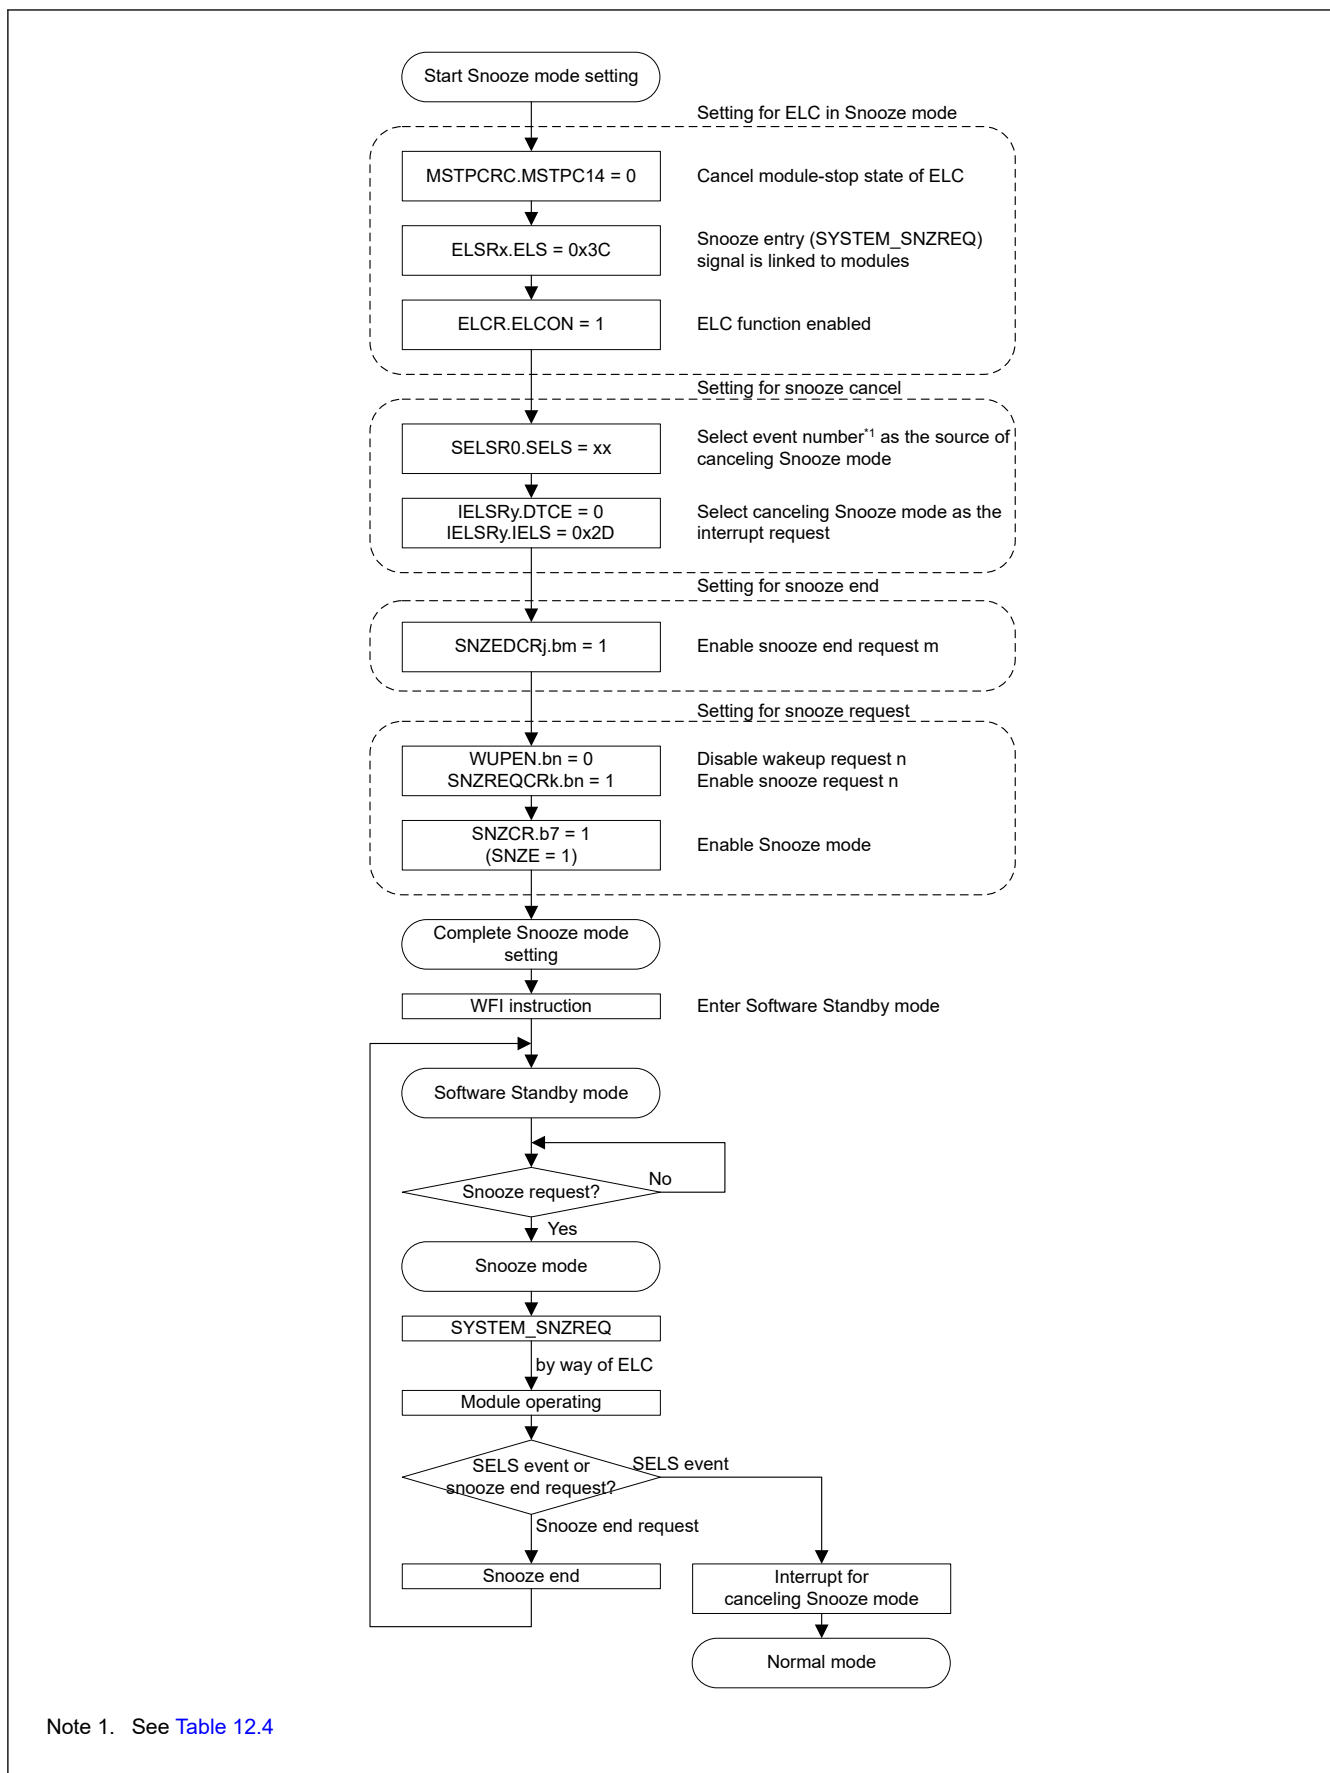 Start Snooze mode setting
Setting for ELC in Snooze mode
MSTPCRC.MSTPC14 = 0
Cancel module-stop state of ELC
ELSRx.ELS = 0x3C
Snooze entry (SYSTEM_SNZREQ)
signal is linked to modules
ELCR.ELCON = 1
ELC function enabled
Setting for snooze cancel
SELSR0.SELS = xx
Select event number*1 as the source of
canceling Snooze mode
IELSRy.DTCE = 0
IELSRy.IELS = 0x2D
Select canceling Snooze mode as the
interrupt request
Setting for snooze end
SNZEDCRj.bm = 1
Enable snooze end request m
Setting for snooze request
WUPEN.bn = 0
SNZREQCRk.bn = 1
Disable wakeup request n
Enable snooze request n
SNZCR.b7 = 1
(SNZE = 1)
Enable Snooze mode
Complete Snooze mode
setting
WFI instruction
Enter Software Standby mode
Software Standby mode
No
Snooze request?
Yes
Snooze mode
SYSTEM_SNZREQ
by way of ELC
Module operating
SELS event or
snooze end request?
SELS event
Snooze end request
Snooze end
Interrupt for
canceling Snooze mode
Normal mode
Note 1. See Table 12.4